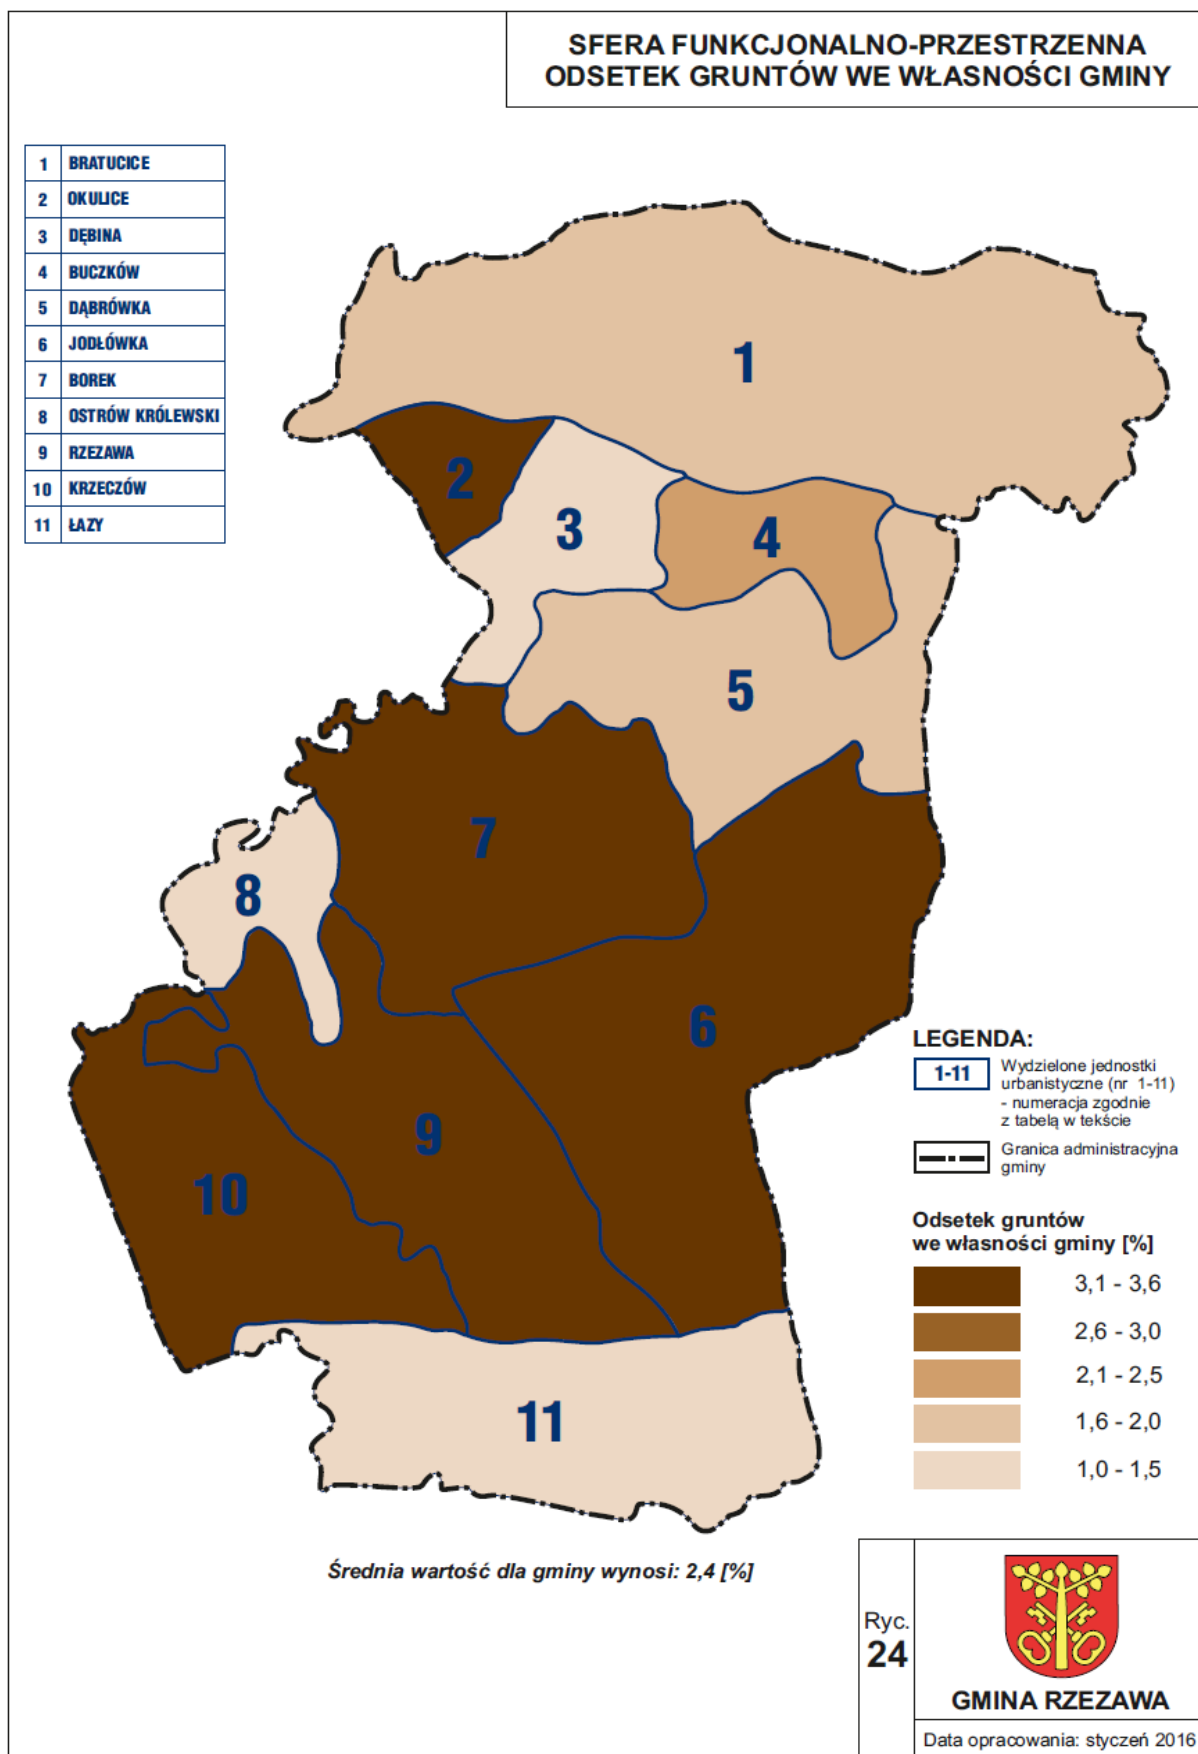 SFERA FUNKCJONALNO-PRZESTRZENNA
ODSETEK GRUNTÓW WE WŁASNOŚCI GMINY
1 BRATUCICE
2 OKULICE
3 DĘBINA
4 BUCZKÓW
5 DĄBRÓWKA
6 JODŁÓWKA
7 BOREK
8 OSTRÓW KRÓLEWSKI
9 RZEZAWA
10 KRZECZÓW
11 ŁAZY
1
2
3
4
5
7
8
6
9
10
11
LEGENDA:
1-11
Wydzielone jednostki
urbanistyczne (nr 1-11)
- numeracja zgodnie
z tabelą w tekście
Granica administracyjna
gminy
Odsetek gruntów
we własności gminy [%]
3,1 - 3,6
2,6 - 3,0
2,1 - 2,5
1,6 - 2,0
1,0 - 1,5
Średnia wartość dla gminy wynosi: 2,4 [%]
Ryc.
24
GMINA RZEZAWA
Data opracowania: styczeń 2016